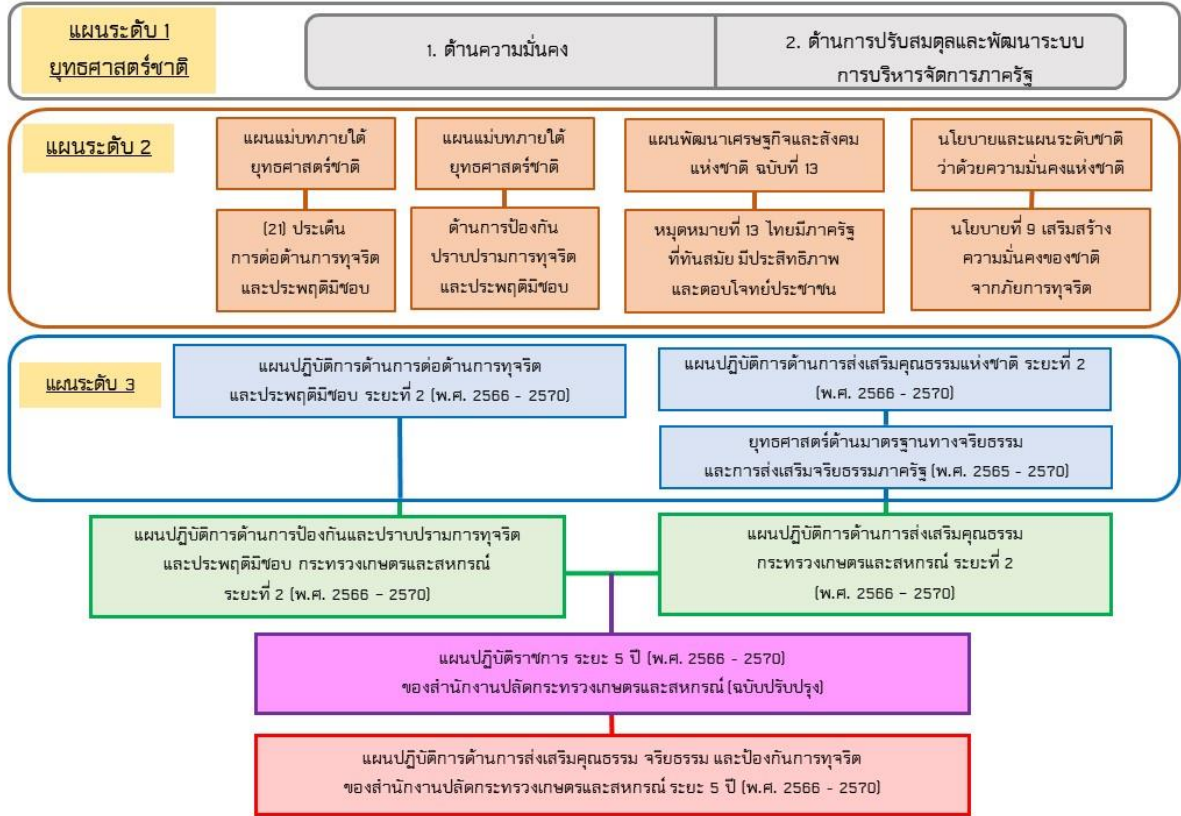 แผนระดับ 1
ยุทธศาสตร์ชาติ
1. ด้านความมั่นคง
2. ด้านการปรับสมดุลและพัฒนาระบบ
การบริหารจัดการภาครัฐ
แผนระดับ 2
แผนแม่บทภายใต้
ยุทธศาสตร์ชาติ
แผนแม่บทภายใต้
ยุทธศาสตร์ชาติ
แผนพัฒนาเศรษฐกิจและสังคม
แห่งชาติ ฉบับที่ 13
นโยบายและแผนระดับชาติ
ว่าด้วยความมั่นคงแห่งชาติ
(21) ประเด็น
การต่อต้านการทุจริต
และประพฤติมิชอบ
ด้านการป้องกัน
ปราบปรามการทุจริต
และประพฤติมิชอบ
หมุดหมายที่ 13 ไทยมีภาครัฐ
ที่ทันสมัย มีประสิทธิภาพ
และตอบโจทย์ประชาชน
นโยบายที่ 9 เสริมสร้าง
ความมั่นคงของชาติ
จากภัยการทุจริต
แผนระดับ 3
แผนปฏิบัติการด้านการต่อต้านการทุจริต
และประพฤติมิชอบ ระยะที่ 2 (พ.ศ. 2566 - 2570)
แผนปฏิบัติการด้านการส่งเสริมคุณธรรมแห่งชาติ ระยะที่ 2
(พ.ศ. 2566 - 2570)
ยุทธศาสตร์ด้านมาตรฐานทางจริยธรรม
และการส่งเสริมจริยธรรมภาครัฐ (พ.ศ. 2565 - 2570)
แผนปฏิบัติการด้านการป้องกันและปราบปรามการทุจริต
และประพฤติมิชอบ กระทรวงเกษตรและสหกรณ์
ระยะที่ 2 (พ.ศ. 2566 – 2570)
แผนปฏิบัติการด้านการส่งเสริมคุณธรรม
กระทรวงเกษตรและสหกรณ์ ระยะที่ 2
(พ.ศ. 2566 – 2570)
แผนปฏิบัติราชการ ระยะ 5 ปี (พ.ศ. 2566 - 2570)
ของสำนักงานปลัดกระทรวงเกษตรและสหกรณ์ (ฉบับปรับปรุง)
แผนปฏิบัติการด้านการส่งเสริมคุณธรรม จริยธรรม และป้องกันการทุจริต
ของสำนักงานปลัดกระทรวงเกษตรและสหกรณ์ ระยะ 5 ปี (พ.ศ. 2566 - 2570)